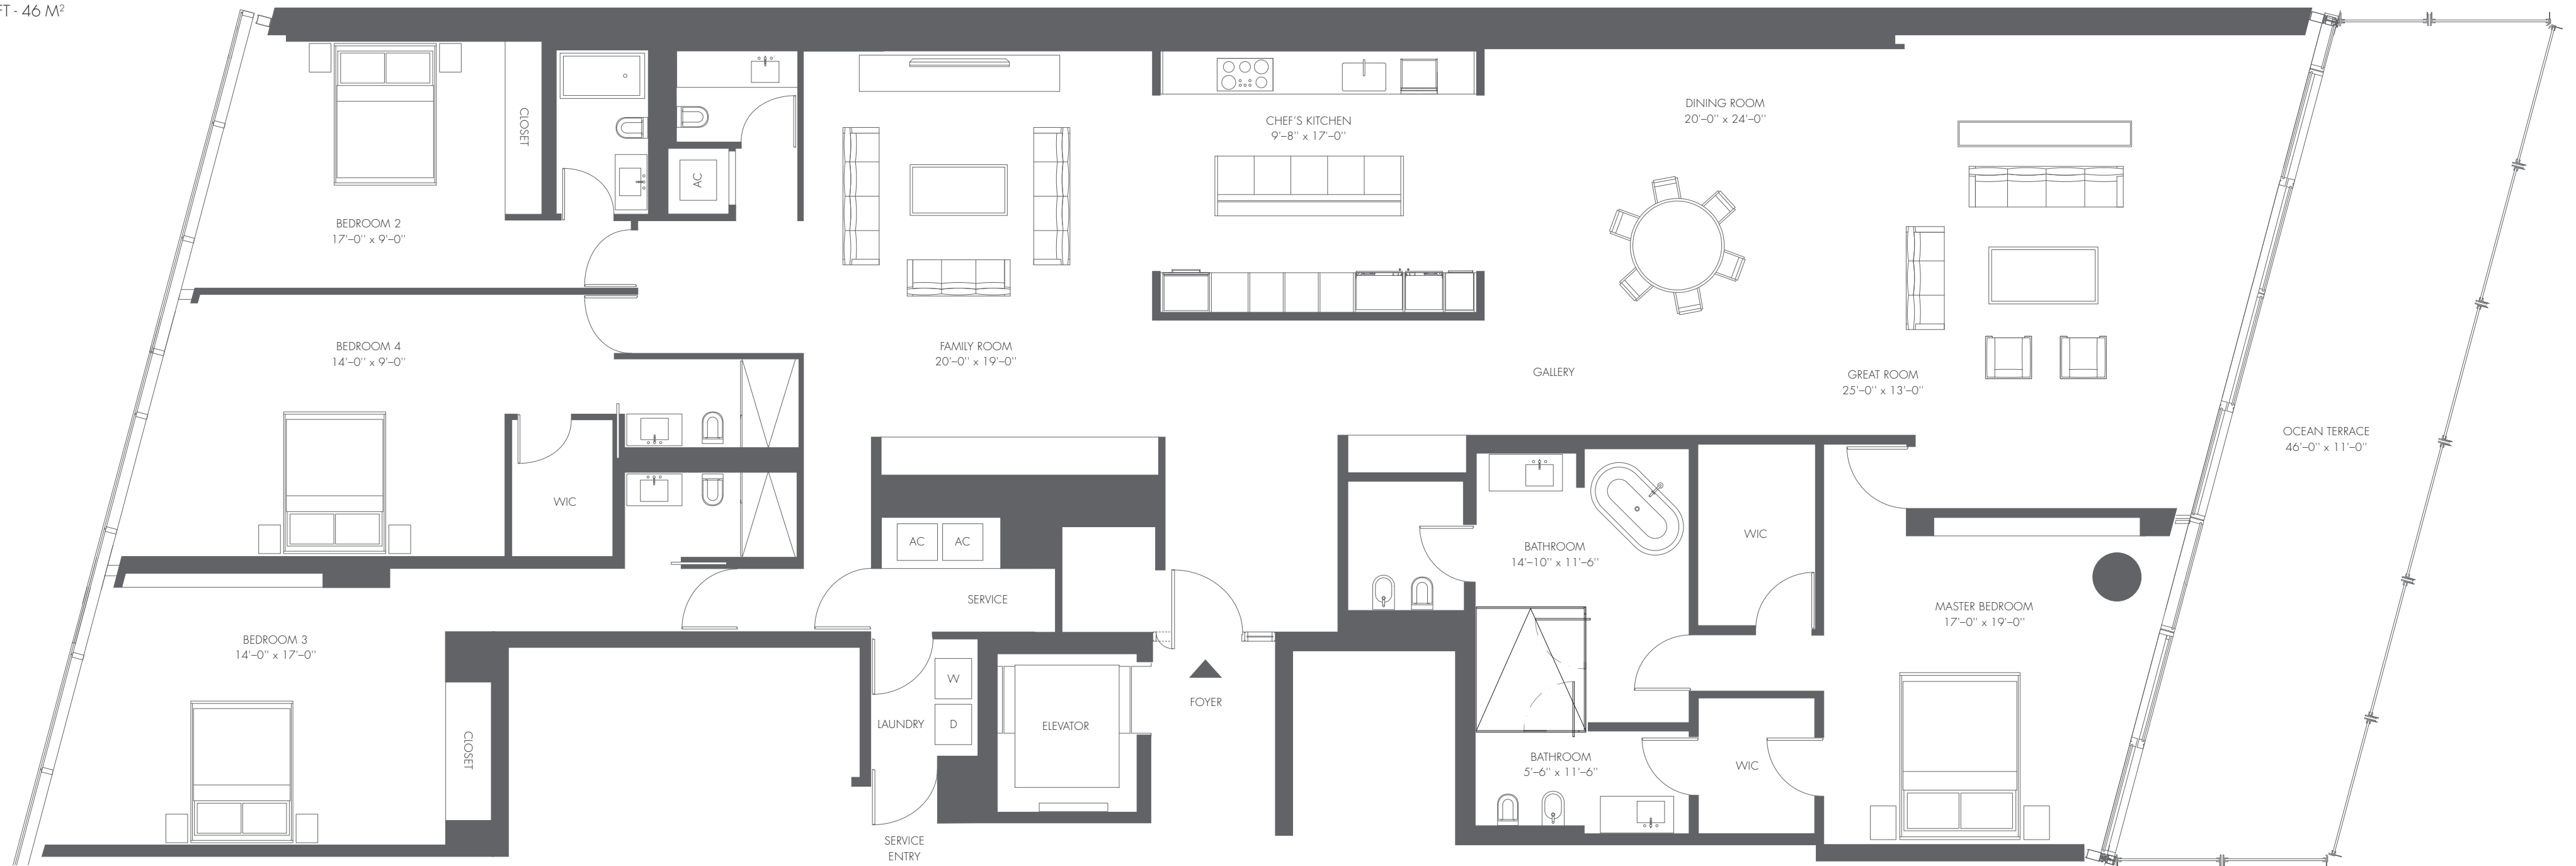 FT - 46 M²
BEDROOM 2
17'–0'' x 9'–0''
CLOSET
AC
BEDROOM 4
14'–0'' x 9'–0''
WIC
BEDROOM 3
14'–0'' x 17'–0''
CLOSET
FAMILY ROOM
20'–0'' x 19'–0''
CHEF'S KITCHEN
9'–8'' x 17'–0''
DINING ROOM
20'–0'' x 24'–0''
GALLERY
GREAT ROOM
25'–0'' x 13'–0''
OCEAN TERRACE
46'–0'' x 11'–0''
AC
AC
SERVICE
W
D
LAUNDRY
ELEVATOR
FOYER
SERVICE
ENTRY
BATHROOM
14'–10'' x 11'–6''
WIC
MASTER BEDROOM
17'–0'' x 19'–0''
BATHROOM
5'–6'' x 11'–6''
WIC